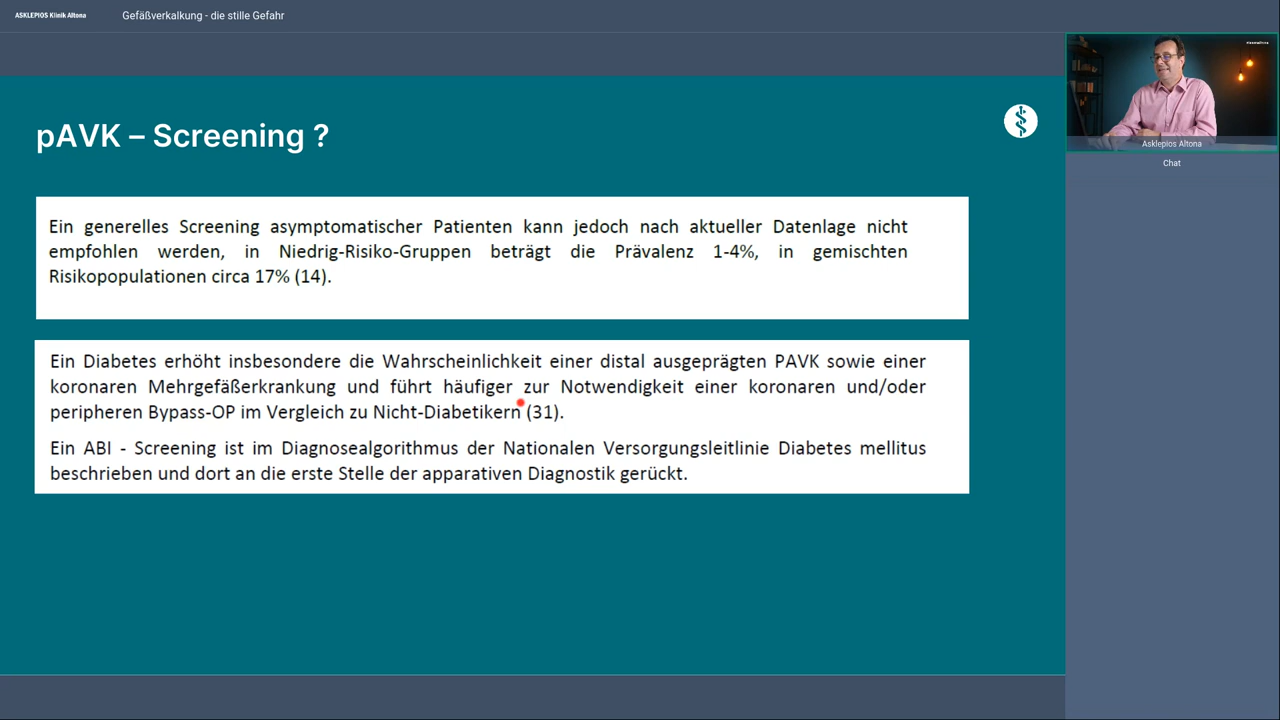 ASKLEPIOS Klinik Altona
Gefäßverkalkung - die stille Gefahr
pAVK – Screening ?
Ein generelles Screening asymptomatischer Patienten kann jedoch nach aktueller Datenlage nicht
empfohlen werden, in Niedrig-Risiko-Gruppen beträgt die Prävalenz 1-4%, in gemischten
Risikopopulationen circa 17% (14).
Ein Diabetes erhöht insbesondere die Wahrscheinlichkeit einer distal ausgeprägten PAVK sowie einer
koronaren Mehrgefäßerkrankung und führt häufiger zur Notwendigkeit einer koronaren und/oder
peripheren Bypass-OP im Vergleich zu Nicht-Diabetikern (31).
Ein ABI - Screening ist im Diagnosealgorithmus der Nationalen Versorgungsleitlinie Diabetes mellitus
beschrieben und dort an die erste Stelle der apparativen Diagnostik gerückt.
Asklepios Altona
Chat